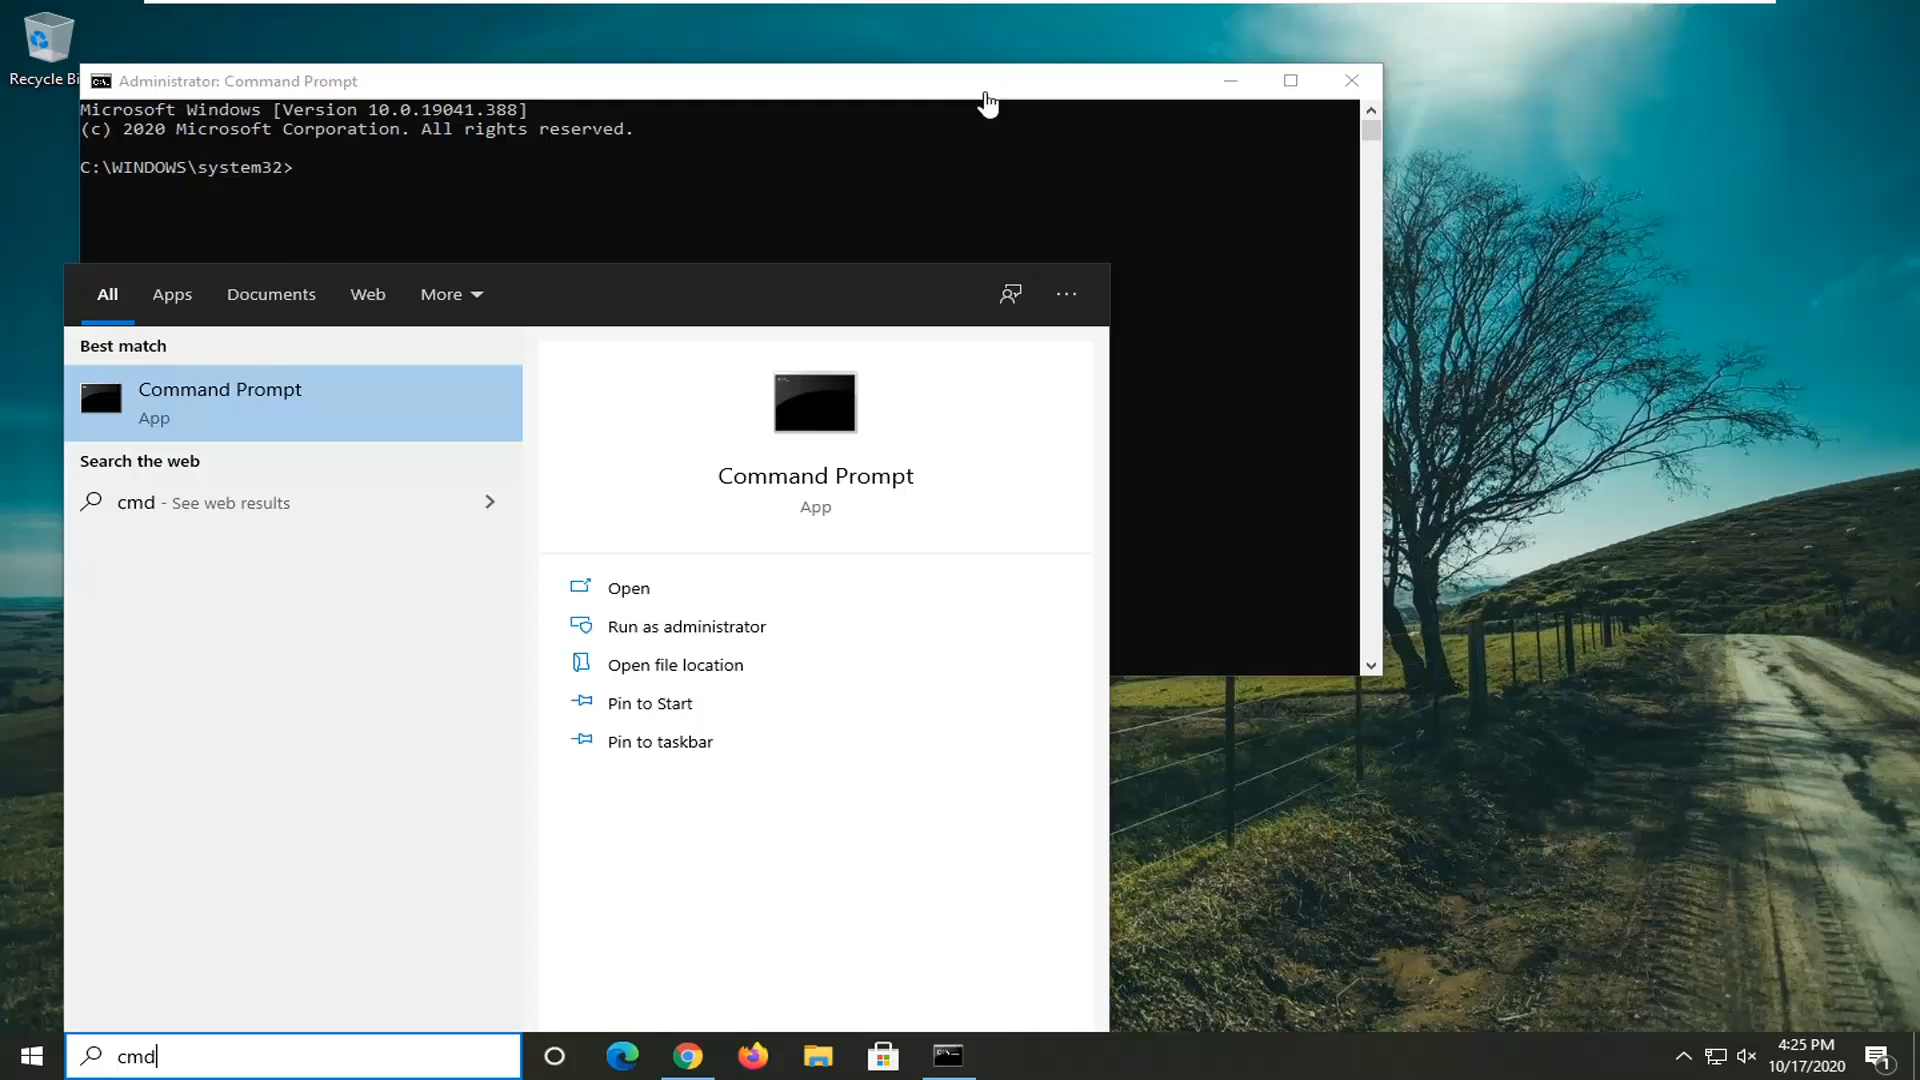 Recycle Bi
Administrator: Command Prompt
Microsoft Windows [Version 10.0.19041.388]
(c) 2020 Microsoft Corporation. All rights reserved.
C:\WINDOWS\system32>
All
Apps
Documents
Web
More
Best match
Command Prompt
App
Search the web
cmd - See web results
Command Prompt
App
Open
Run as administrator
Open file location
Pin to Start
Pin to taskbar
cmd
4:25 PM
10/17/2020
1